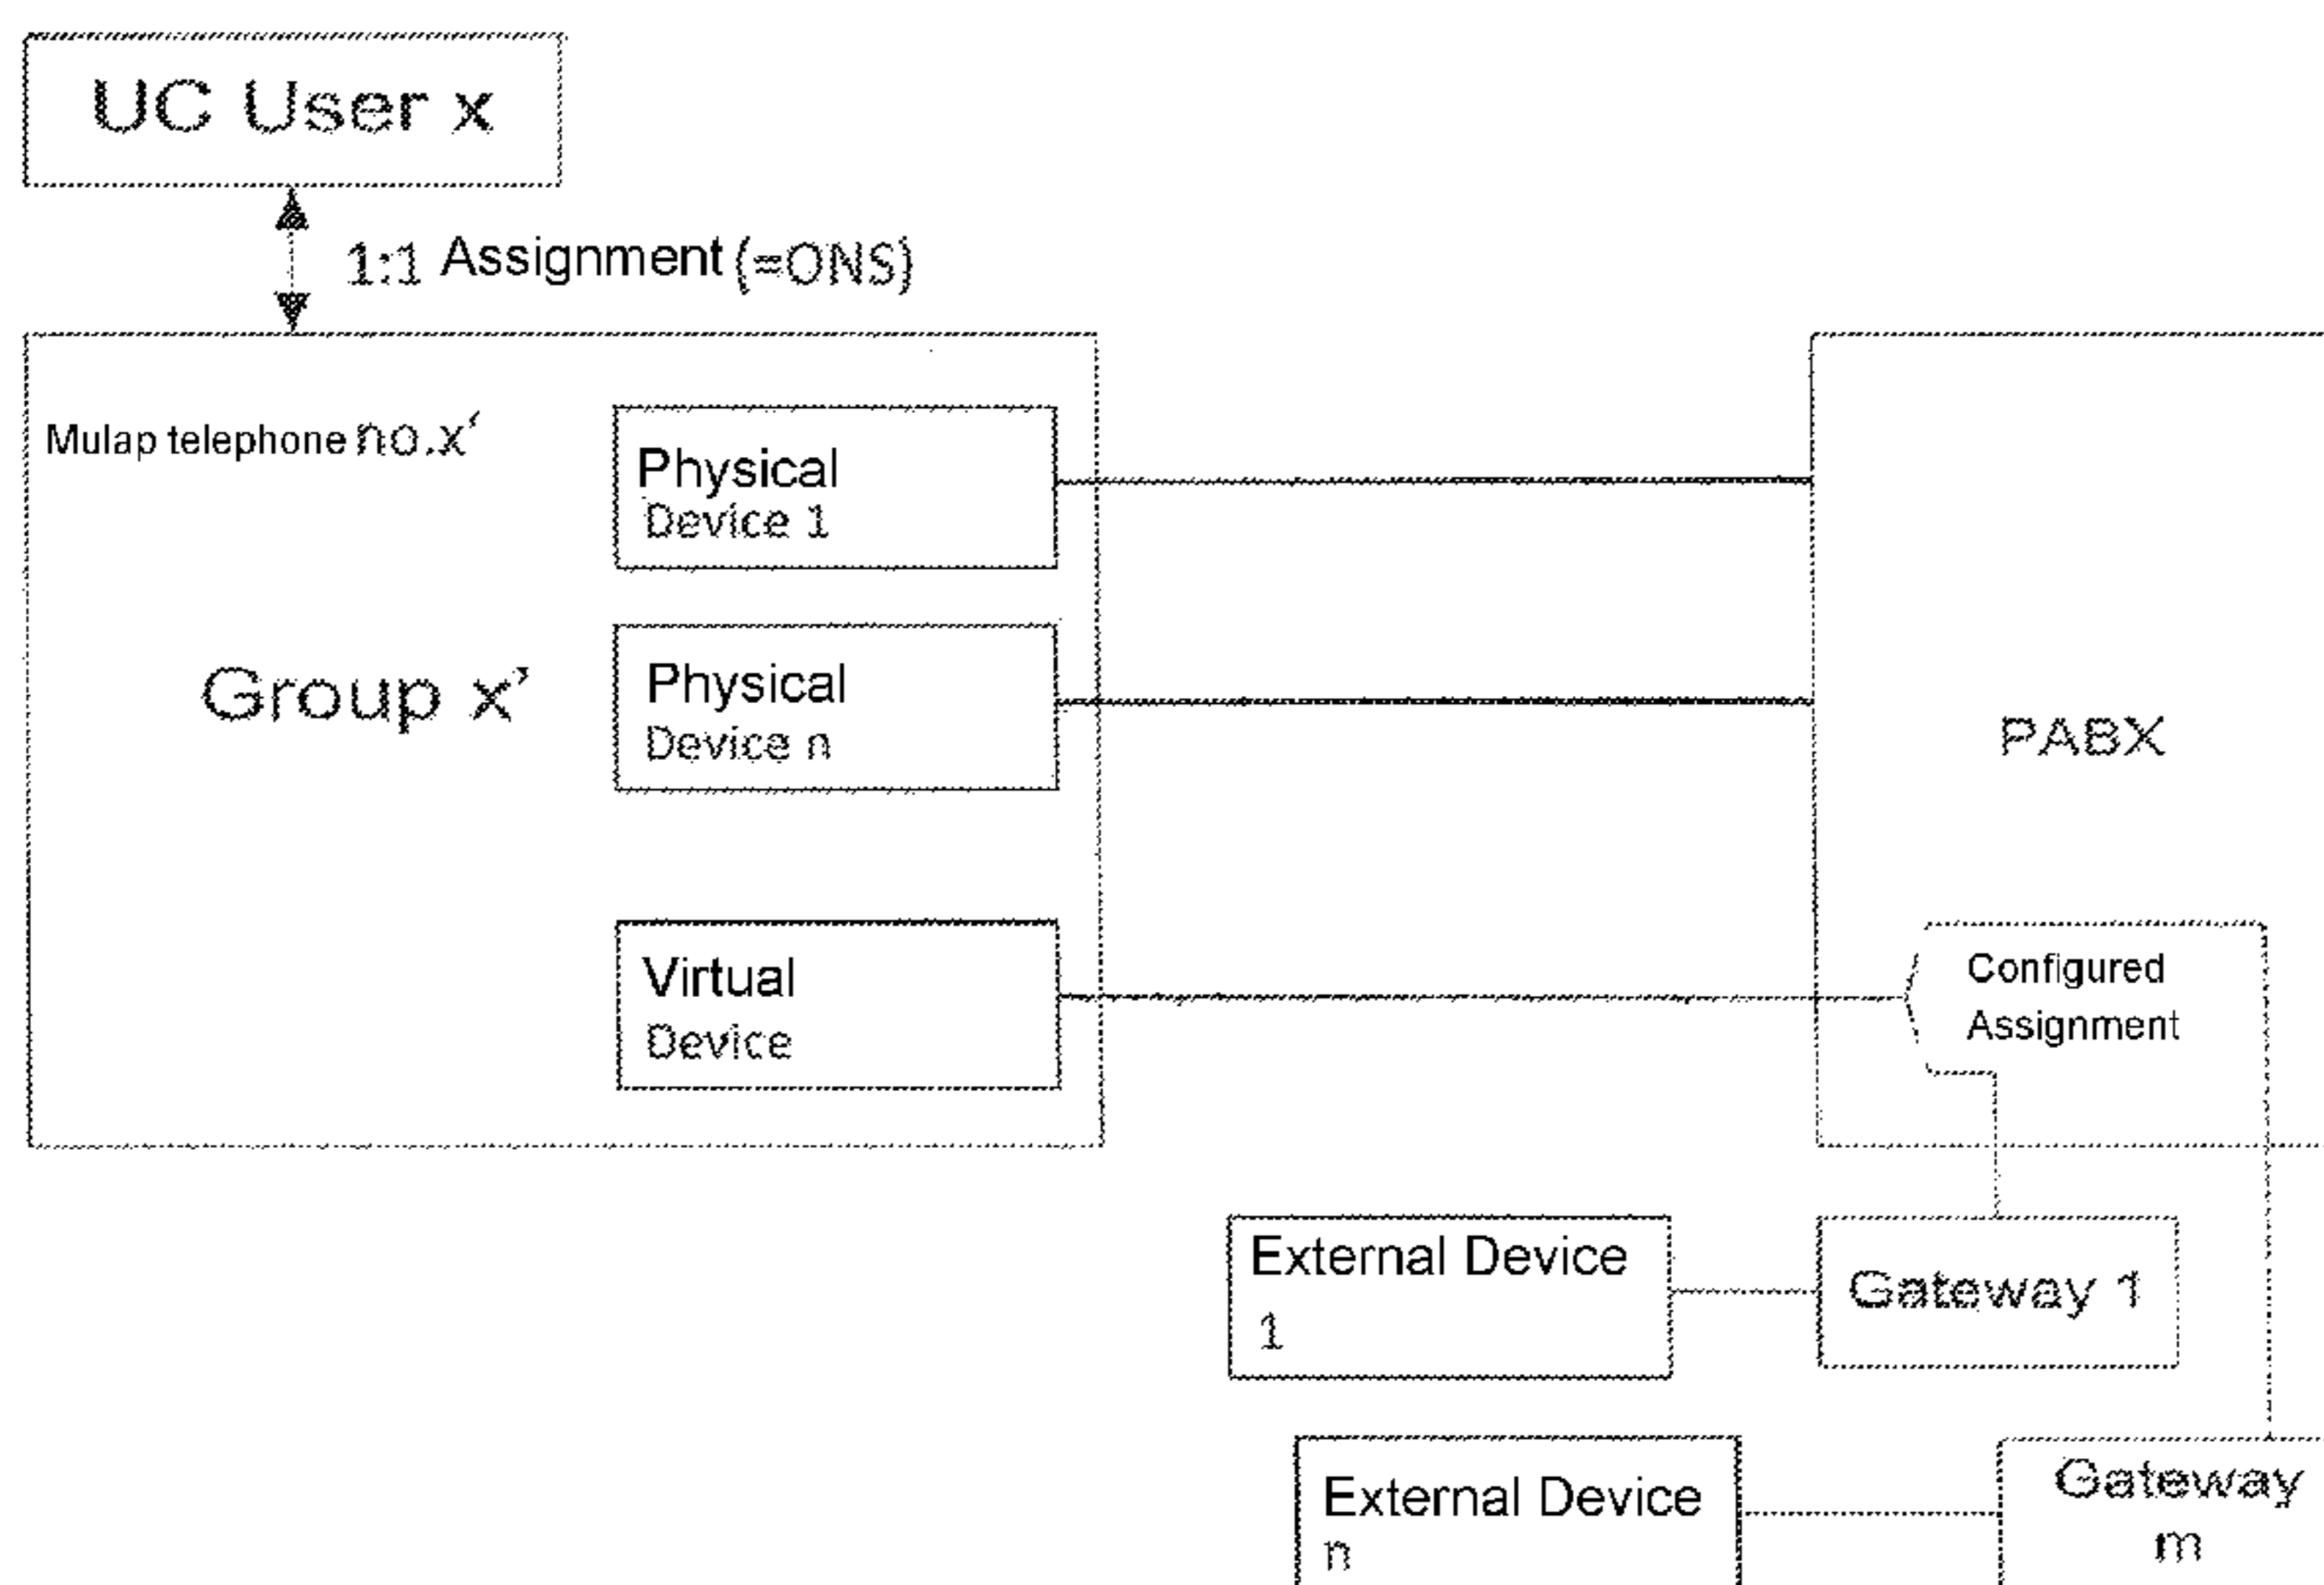 UC User x
1:1 Assignment (=ONS)
Mulap telephone no.x'
Physical
Device 1
Group x'
Physical
Device n
PABX
Virtual
Device
Configured
Assignment
External Device
1
Gateway 1
External Device
n
Gateway
m